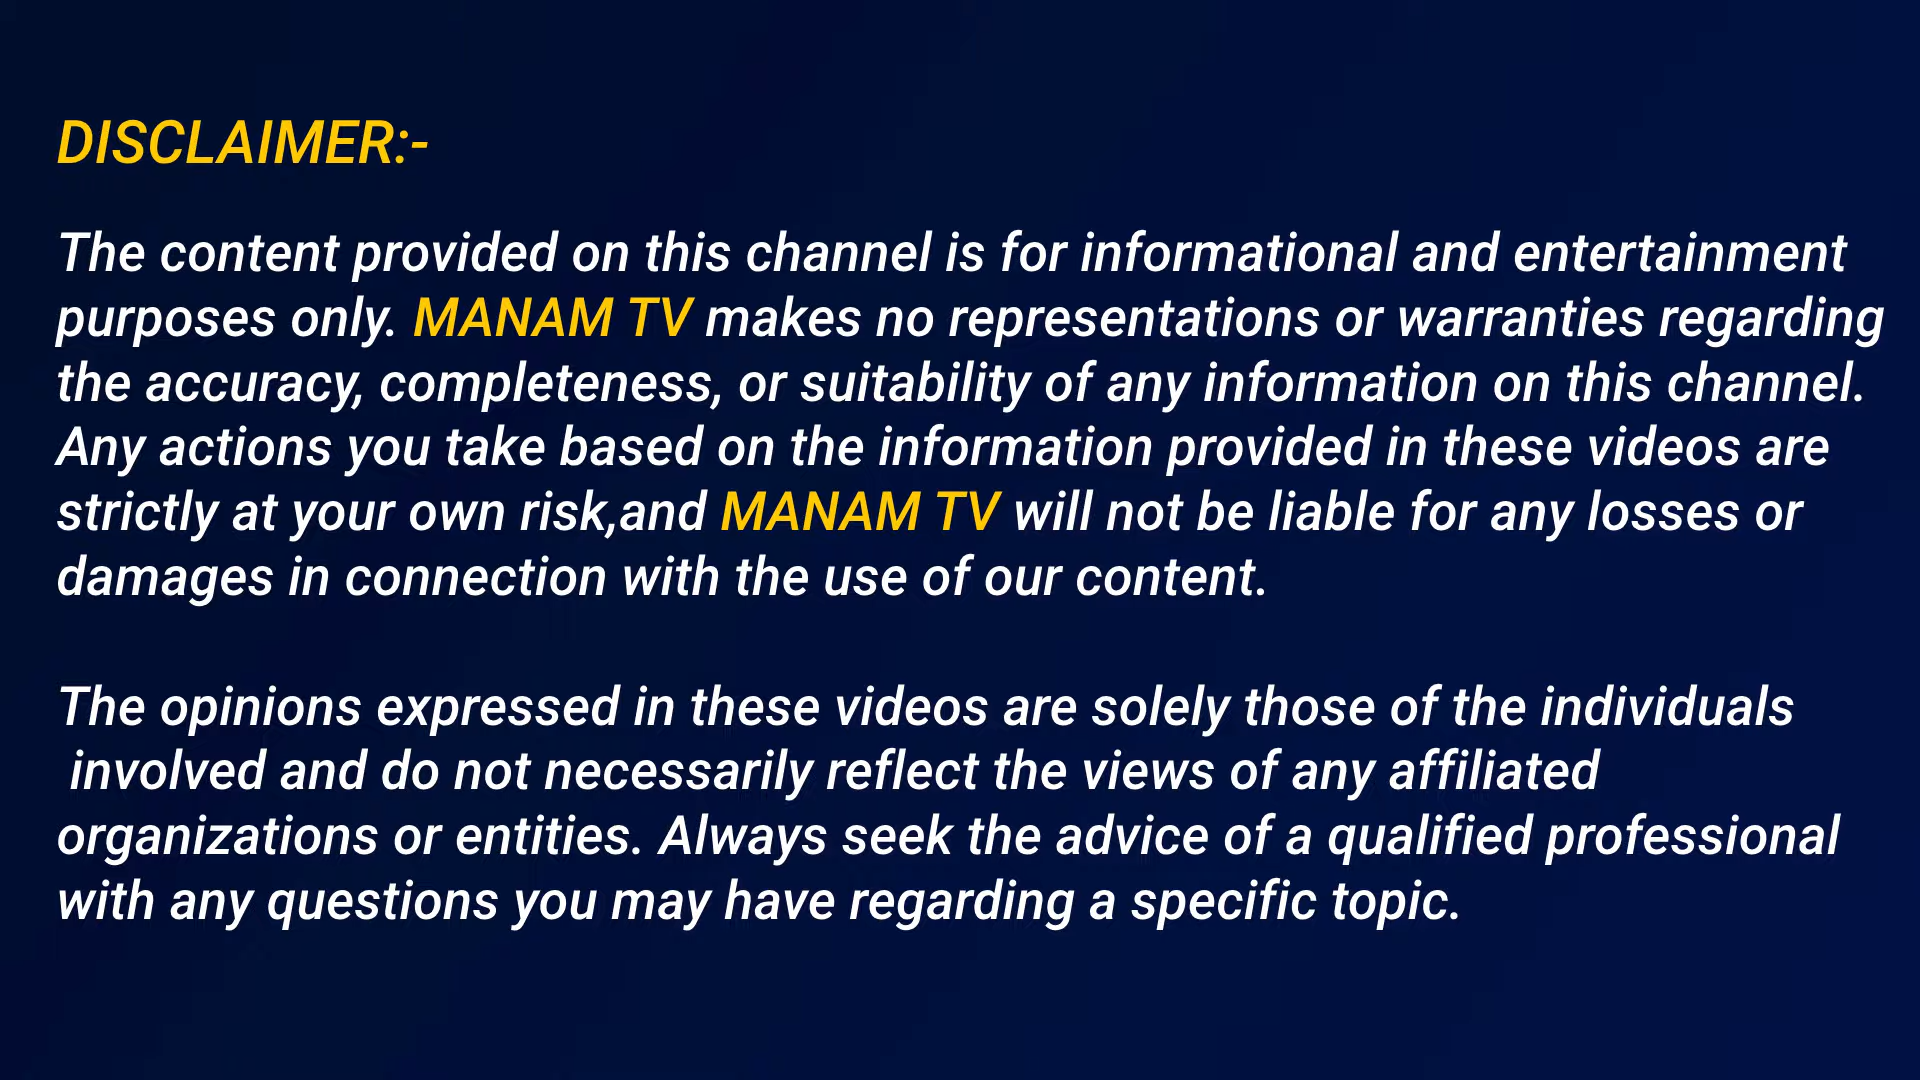 DISCLAIMER:-
The content provided on this channel is for informational and entertainment
purposes only. MANAM TV makes no representations or warranties regarding
the accuracy, completeness, or suitability of any information on this channel.
Any actions you take based on the information provided in these videos are
strictly at your own risk,and MANAM TV will not be liable for any losses or
damages in connection with the use of our content.
The opinions expressed in these videos are solely those of the individuals
involved and do not necessarily reflect the views of any affiliated
organizations or entities. Always seek the advice of a qualified professional
with any questions you may have regarding a specific topic.